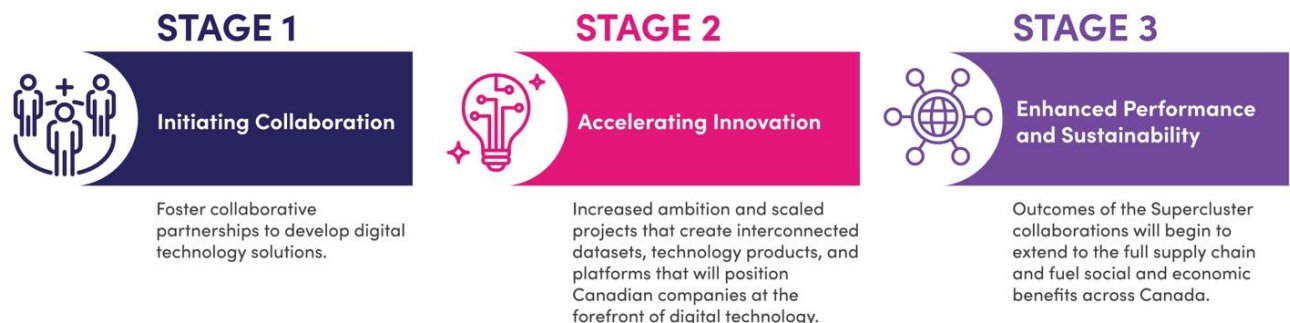 STAGE 1
Initiating Collaboration
Foster collaborative
partnerships to develop digital
technology solutions.
STAGE 2
Accelerating Innovation
Increased ambition and scaled
projects that create interconnected
datasets, technology products, and
platforms that will position
Canadian companies at the
forefront of digital technology.
STAGE 3
Enhanced Performance
and Sustainability
Outcomes of the Supercluster
collaborations will begin to
extend to the full supply chain
and fuel social and economic
benefits across Canada.